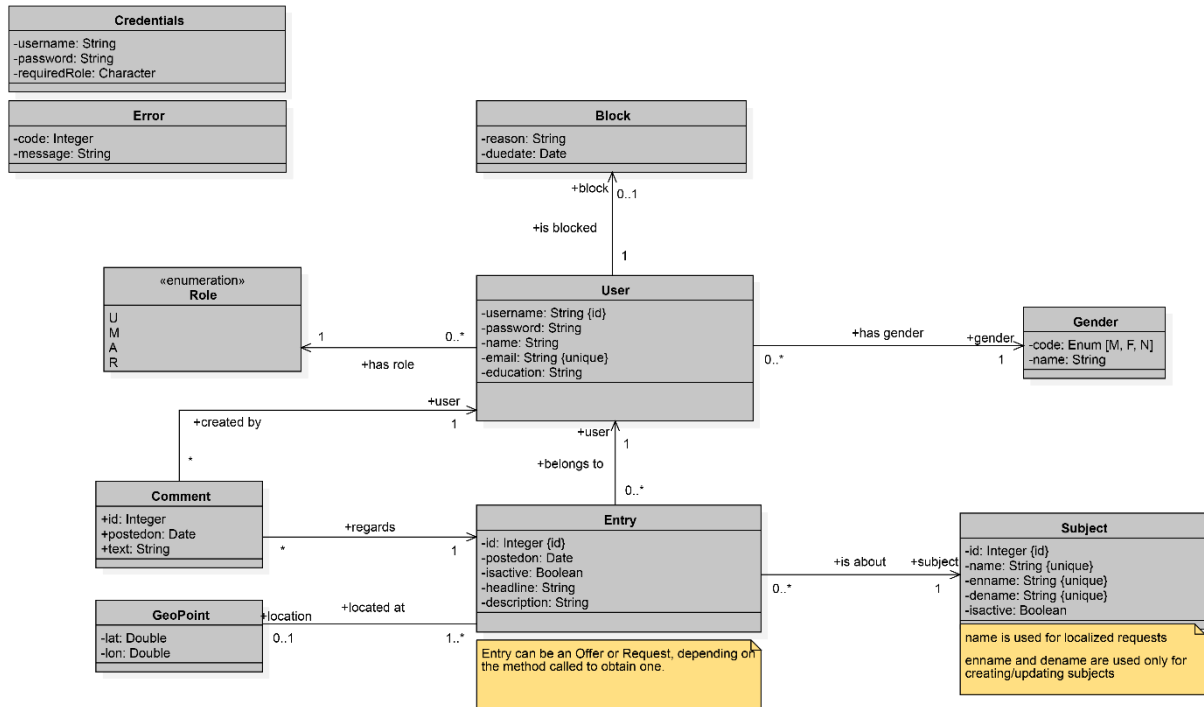 Credentials
-username: String
-password: String
-requiredRole: Character
Error
-code: Integer
-message: String
Block
-reason: String
-duedate: Date
+block
0..1
+is blocked
1
«enumeration»
Role
U
M
A
R
1
0..*
+has role
User
-username: String {id}
-password: String
-name: String
-email: String {unique}
-education: String
+has gender
+gender
0..*
1
Gender
-code: Enum [M, F, N]
-name: String
+user
+created by
1
*
+user
1
+belongs to
0..*
Comment
+id: Integer
+postedon: Date
+text: String
+regards
*
1
Entry
-id: Integer {id}
-postedon: Date
-isactive: Boolean
-headline: String
-description: String
+is about
+subject
0..*
1
Subject
-id: Integer {id}
-name: String {unique}
-enname: String {unique}
-dename: String {unique}
-isactive: Boolean
name is used for localized requests
enname and dename are used only for
creating/updating subjects
GeoPoint
-lat: Double
-lon: Double
+located at
+location
0..1
1..*
Entry can be an Offer or Request, depending on
the method called to obtain one.